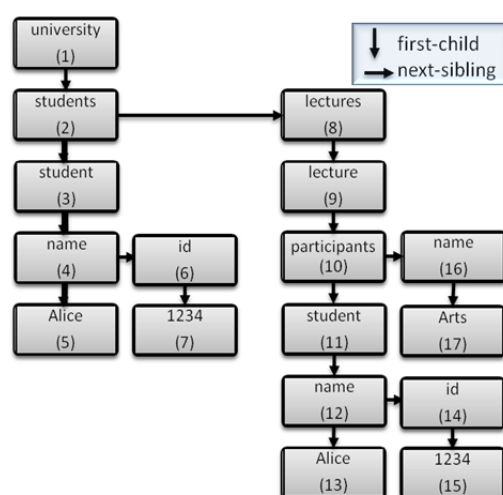 university
(1)
first-child
next-sibling
students
(2)
lectures
(8)
student
(3)
lecture
(9)
name
(4)
id
(6)
participants
(10)
name
(16)
Alice
(5)
1234
(7)
student
(11)
Arts
(17)
name
(12)
id
(14)
Alice
(13)
1234
(15)